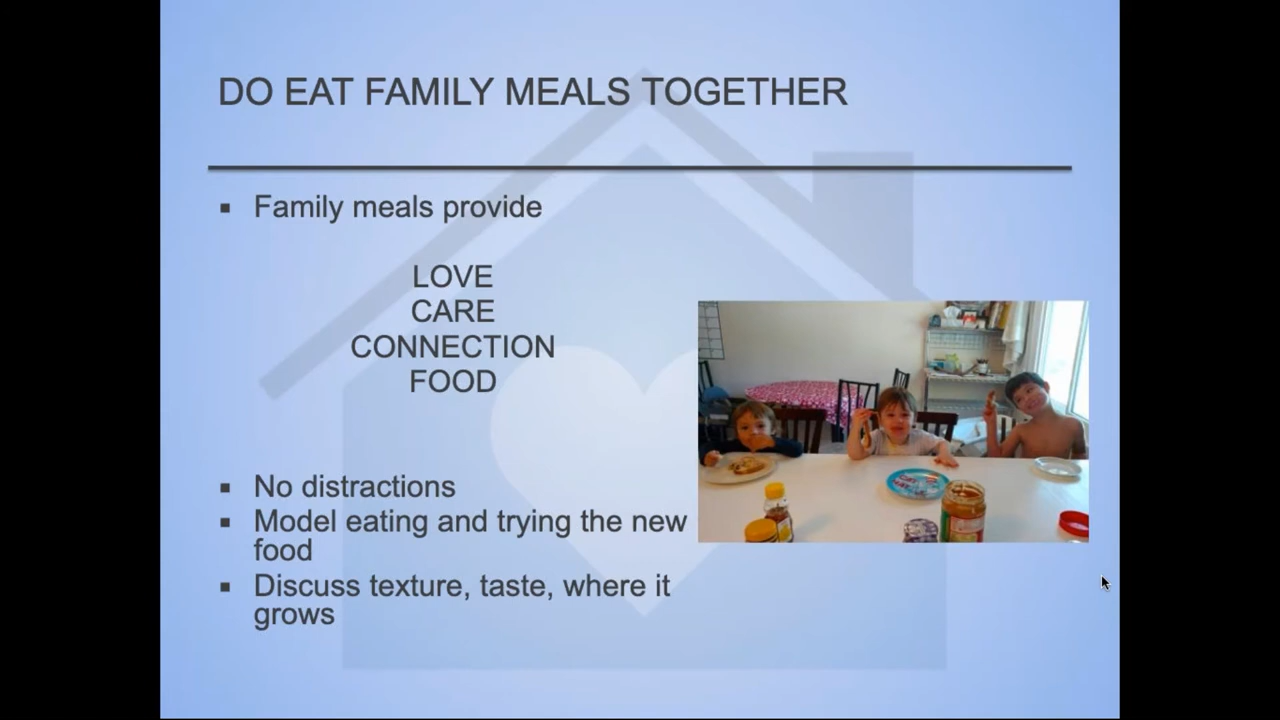 DO EAT FAMILY MEALS TOGETHER
▪ Family meals provide
LOVE
CARE
CONNECTION
FOOD
▪ No distractions
▪ Model eating and trying the new
food
▪ Discuss texture, taste, where it
grows